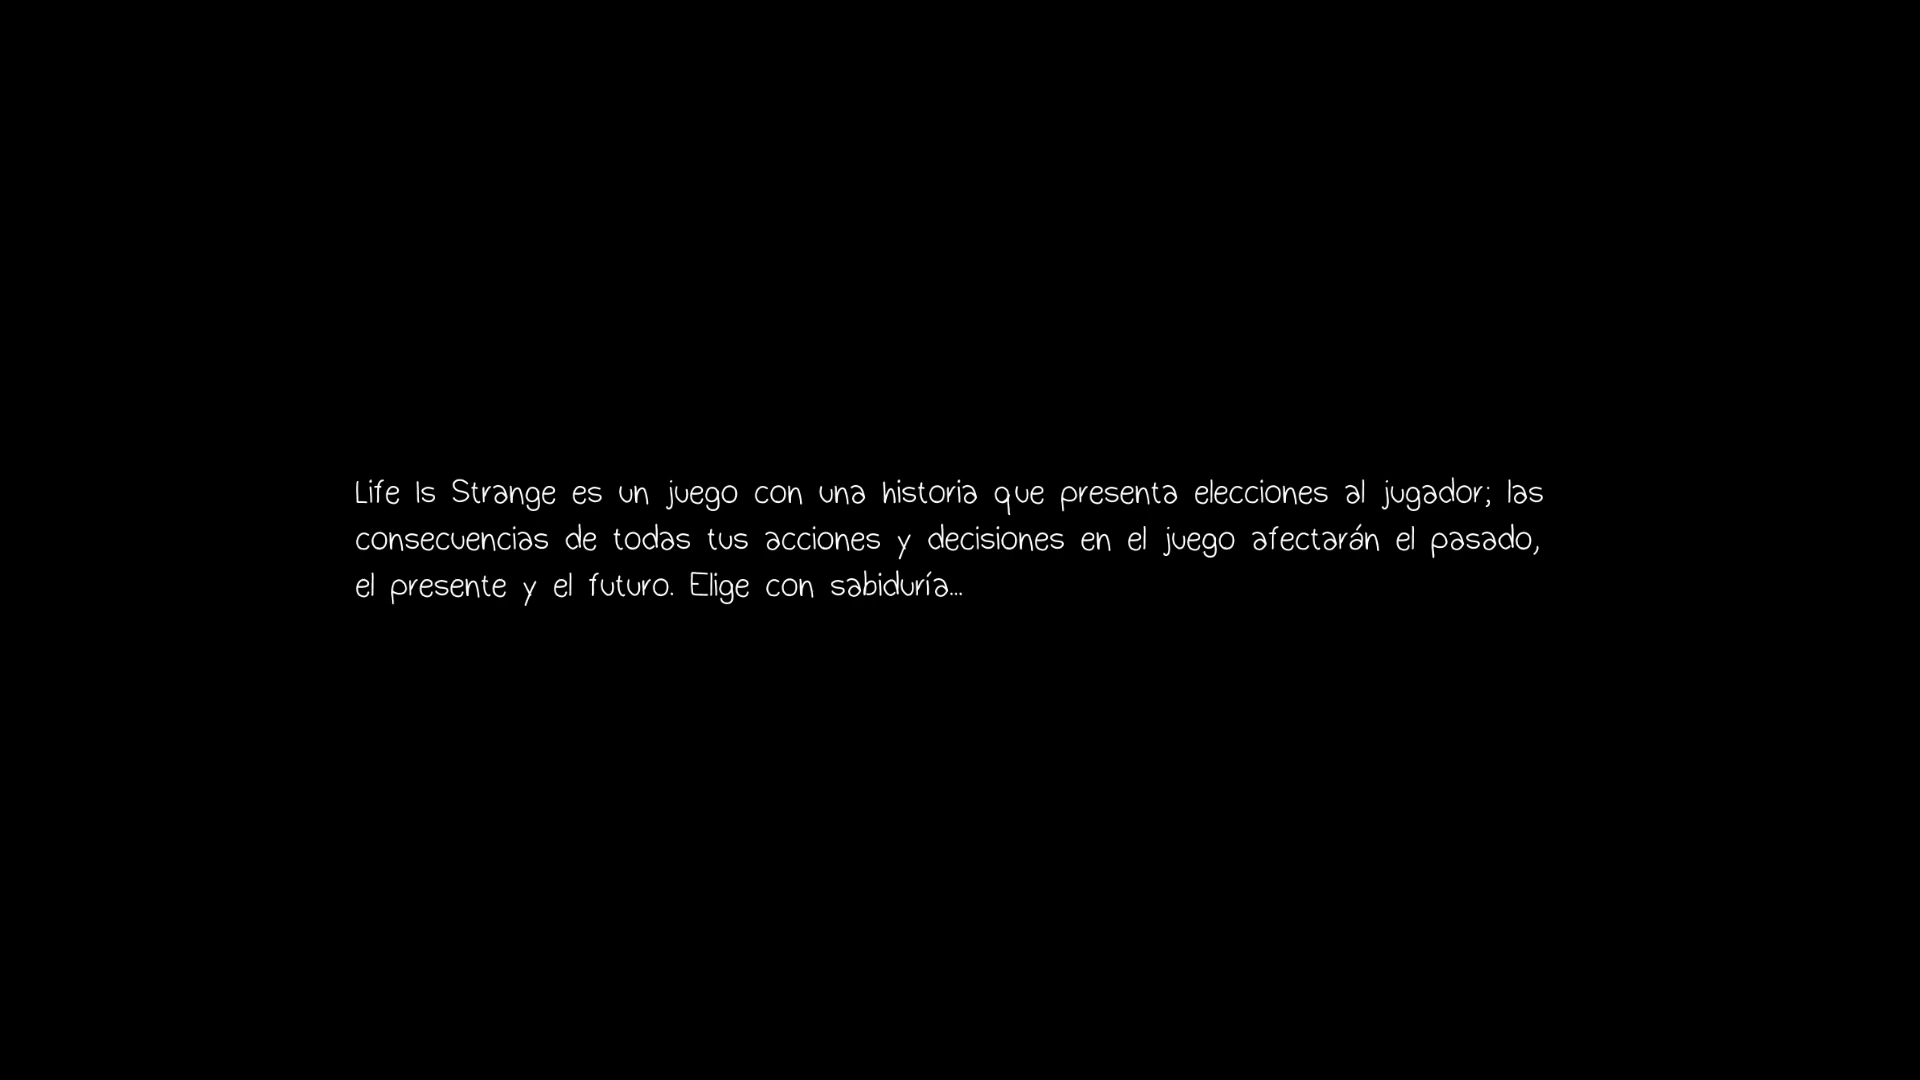 Life Is Strange es un juego con una historia que presenta elecciones al jugador; las
consecuencias de todas tus acciones y decisiones en el juego afectarán el pasado,
el presente y el futuro. Elige con sabiduría...